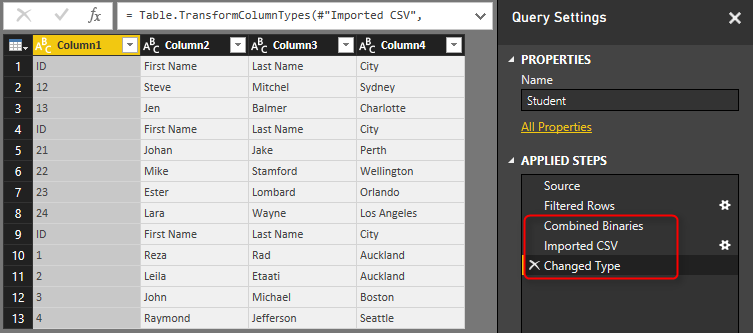 fx = Table.TransformColumnTypes(#"Imported CSV",
ABC Column1 ABC Column2 ABC Column3 ABC Column4
1 ID First Name Last Name City
2 12 Steve Mitchel Sydney
3 13 Jen Balmer Charlotte
4 ID First Name Last Name City
5 21 Johan Jake Perth
6 22 Mike Stamford Wellington
7 23 Ester Lombard Orlando
8 24 Lara Wayne Los Angeles
9 ID First Name Last Name City
10 1 Reza Rad Auckland
11 2 Leila Etaati Auckland
12 3 John Michael Boston
13 4 Raymond Jefferson Seattle
Query Settings
PROPERTIES
Name
Student
All Properties
APPLIED STEPS
Source
Filtered Rows
Combined Binaries
Imported CSV
Changed Type